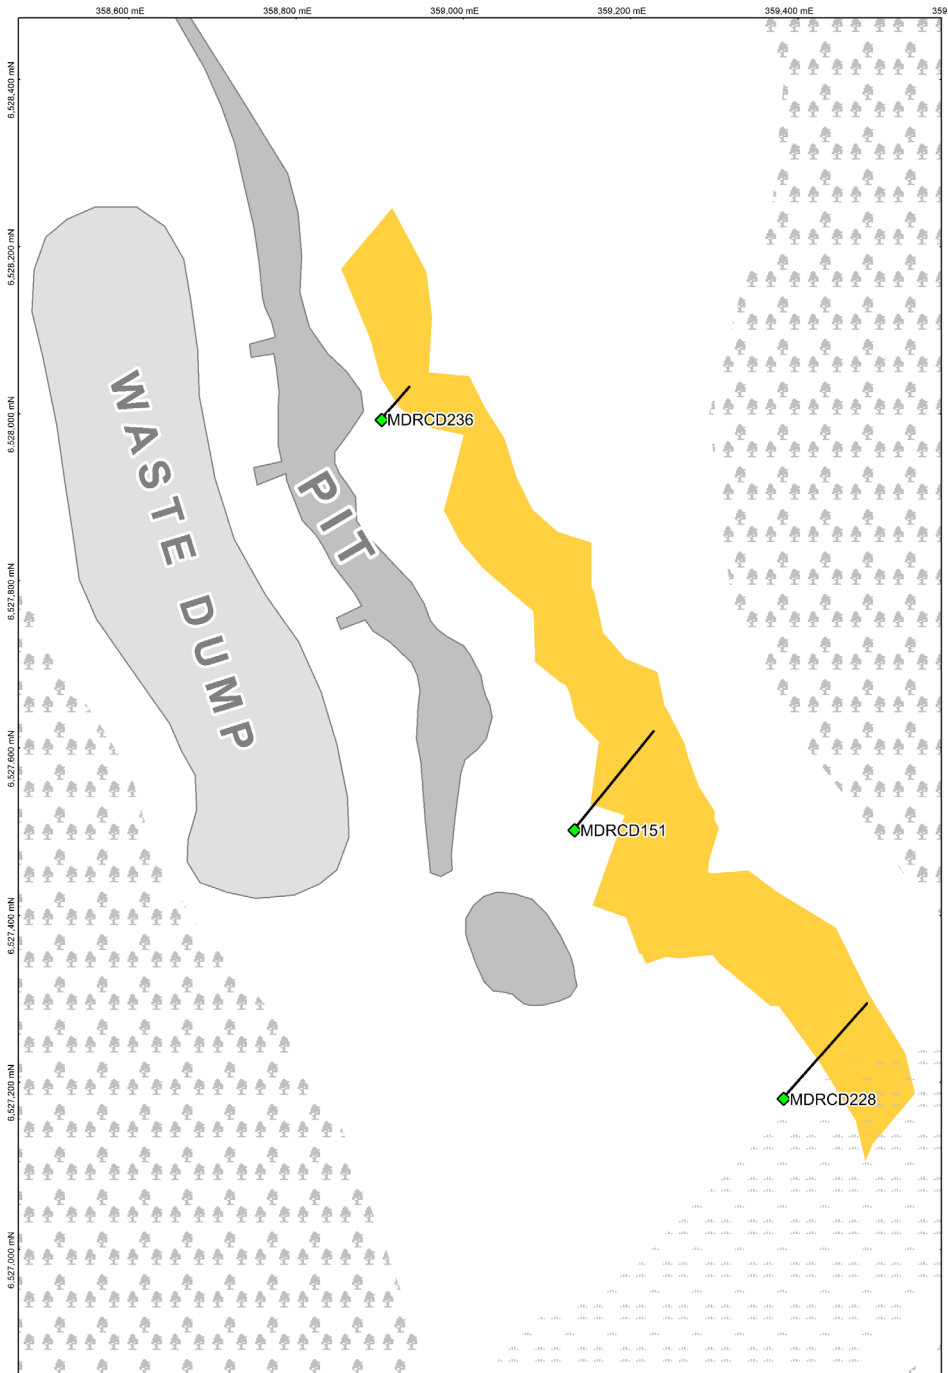 358,600 mE
358,800 mE
359,000 mE
359,200 mE
359,400 mE
359
6,528,400 mN
6,528,200 mN
6,528,000 mN
6,527,800 mN
6,527,600 mN
6,527,400 mN
6,527,200 mN
6,527,000 mN
WASTE DUMP
PIT
MDRCD236
MDRCD151
MDRCD228